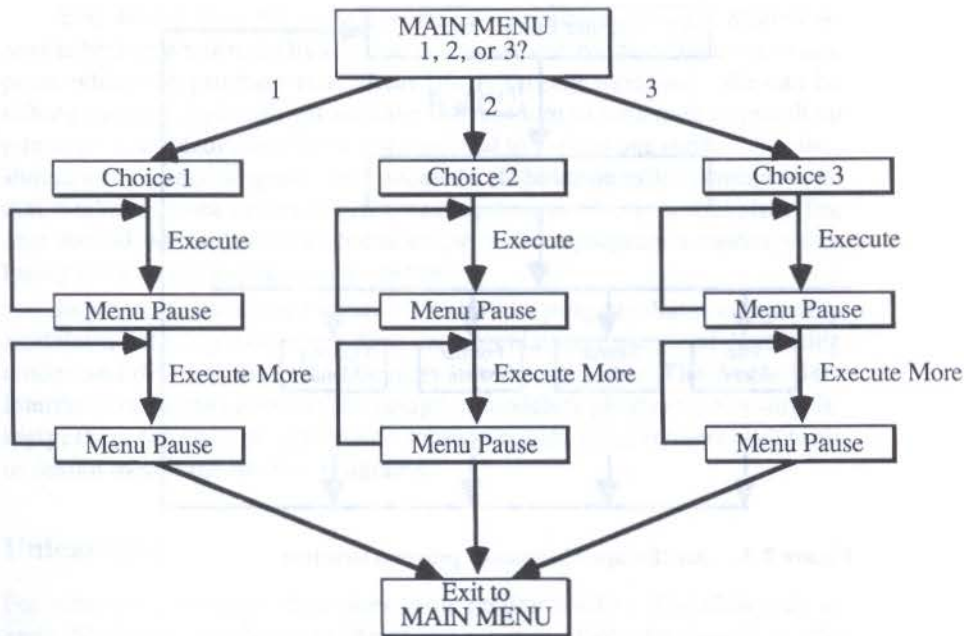 MAIN MENU
1, 2, or 3?
1
2
3
Choice 1
Choice 2
Choice 3
Execute
Execute
Execute
Menu Pause
Menu Pause
Menu Pause
Execute More
Execute More
Execute More
Menu Pause
Menu Pause
Menu Pause
Exit to
MAIN MENU